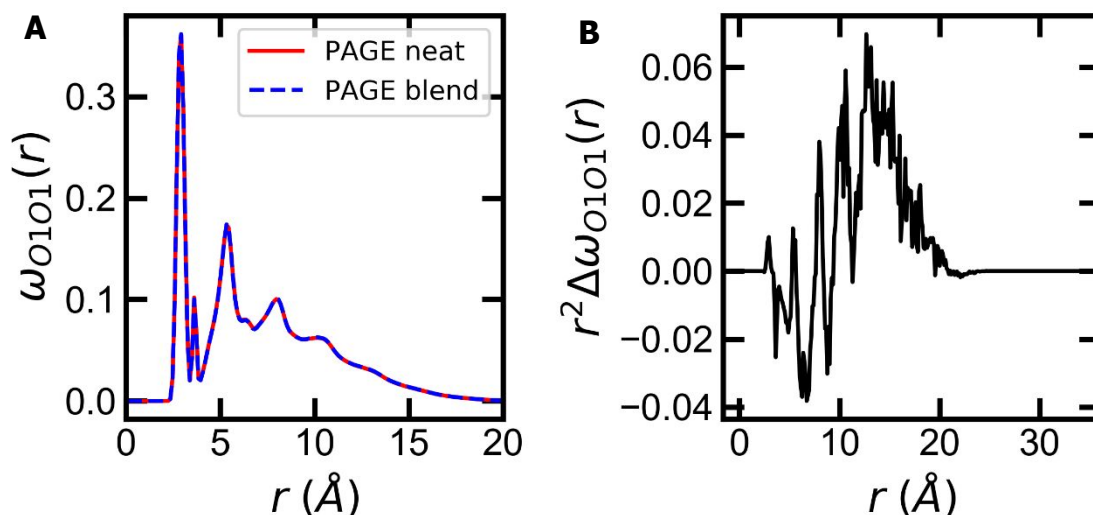 A
PAGE neat
PAGE blend
ω_{O1O1}(r)
0.3
0.2
0.1
0.0
0
5
10
15
20
r (Å)
B
r²Δω_{O1O1}(r)
0.06
0.04
0.02
0.00
−0.02
−0.04
0
10
20
30
r (Å)